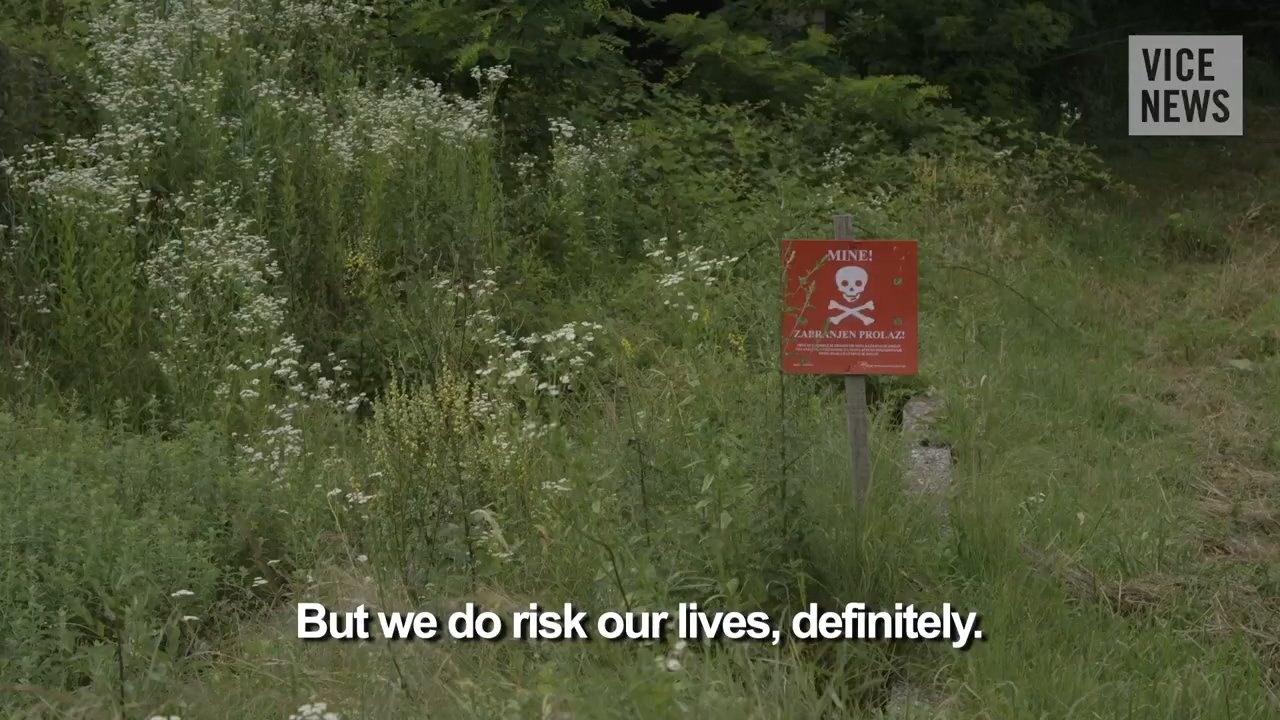 VICE
NEWS
MINE!
ZABRANJEN PROLAZ!
But we do risk our lives, definitely.